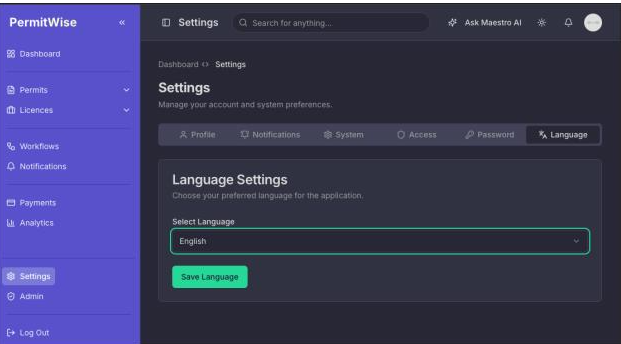 PermitWise
«
Dashboard
Permits
Licences
Workflows
Notifications
Payments
Analytics
Settings
Admin
Log Out
Settings
Search for anything...
Ask Maestro AI
Dashboard ‹› Settings
Settings
Manage your account and system preferences.
Profile
Notifications
System
Access
Password
Language
Language Settings
Choose your preferred language for the application.
Select Language
English
Save Language